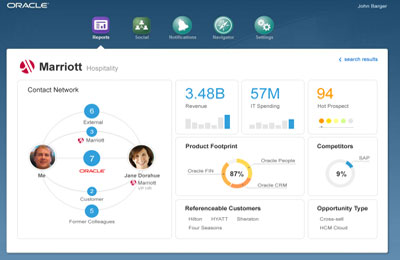 ORACLE
John Barger
Reports
Social
Notifications
Navigator
Settings
Marriott Hospitality
search results
Contact Network
6
External
3
Marriott
7
ORACLE
Me
Jane Donahue
Marriott
VP HR
2
Customer
5
Former Colleagues
3.48B
Revenue
57M
IT Spending
94
Hot Prospect
Product Footprint
Oracle People
Oracle FIN
87%
Oracle CRM
Competitors
SAP
9%
Referenceable Customers
Hilton HYATT Sheraton
Four Seasons
Opportunity Type
Cross-sell
HCM Cloud